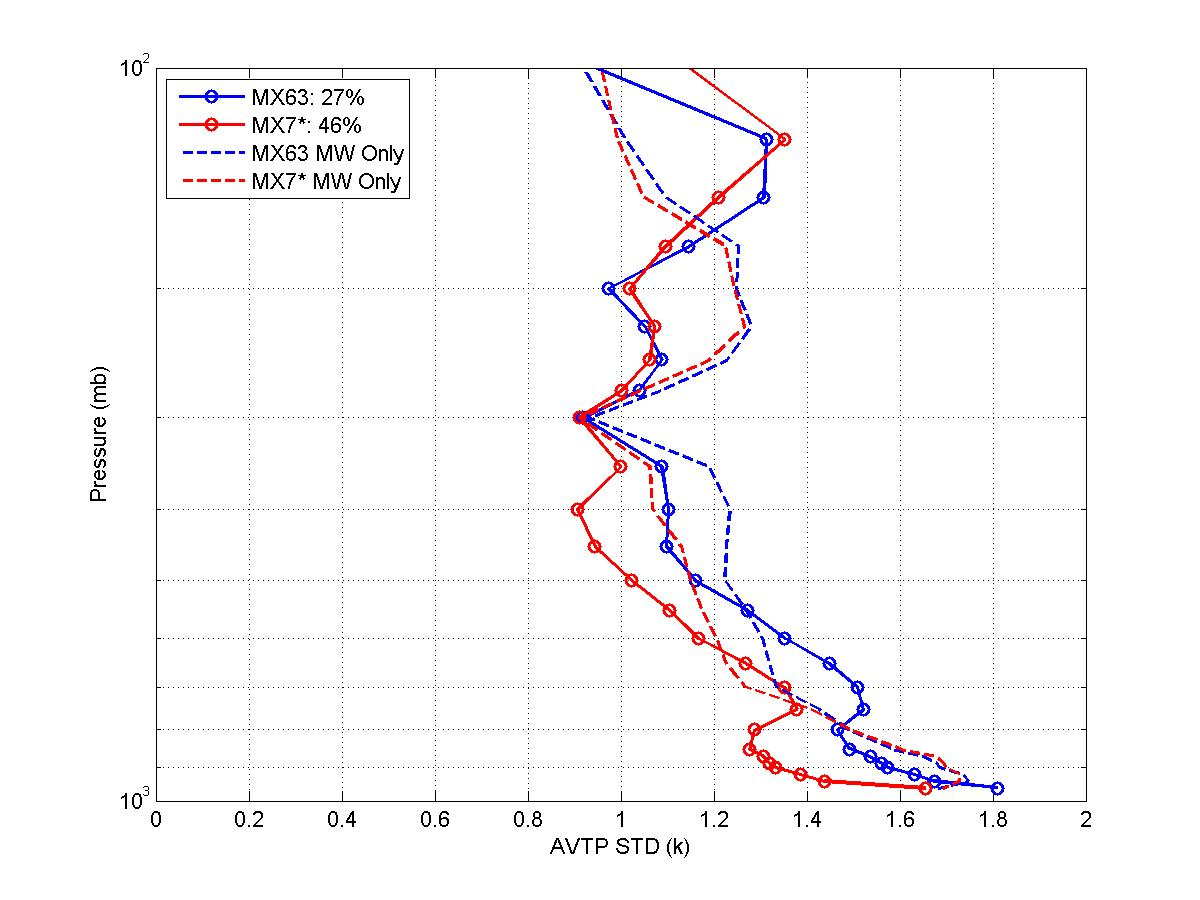 10²
MX63: 27%
MX7*: 46%
MX63 MW Only
MX7* MW Only
Pressure (mb)
10³
0 0.2 0.4 0.6 0.8 1 1.2 1.4 1.6 1.8 2
AVTP STD (k)